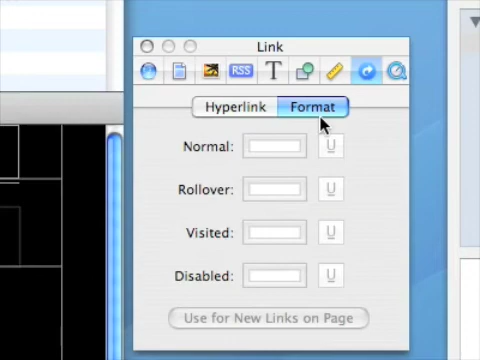 Link
RSS
T
Hyperlink Format
Normal: U
Rollover: U
Visited: U
Disabled: U
Use for New Links on Page